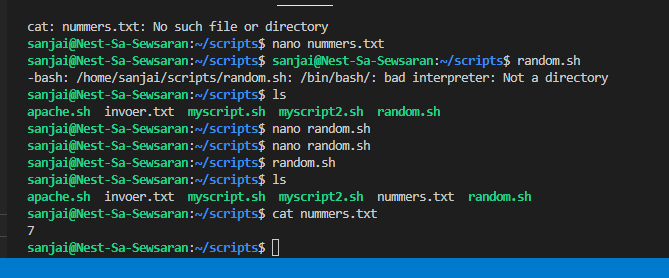 cat: nummers.txt: No such file or directory
sanjai@Nest-Sa-Sewsaran:~/scripts$ nano nummers.txt
sanjai@Nest-Sa-Sewsaran:~/scripts$ sanjai@Nest-Sa-Sewsaran:~/scripts$ random.sh
-bash: /home/sanjai/scripts/random.sh: /bin/bash/: bad interpreter: Not a directory
sanjai@Nest-Sa-Sewsaran:~/scripts$ ls
apache.sh invoer.txt myscript.sh myscript2.sh random.sh
sanjai@Nest-Sa-Sewsaran:~/scripts$ nano random.sh
sanjai@Nest-Sa-Sewsaran:~/scripts$ nano random.sh
sanjai@Nest-Sa-Sewsaran:~/scripts$ random.sh
sanjai@Nest-Sa-Sewsaran:~/scripts$ ls
apache.sh invoer.txt myscript.sh myscript2.sh nummers.txt random.sh
sanjai@Nest-Sa-Sewsaran:~/scripts$ cat nummers.txt
7
sanjai@Nest-Sa-Sewsaran:~/scripts$